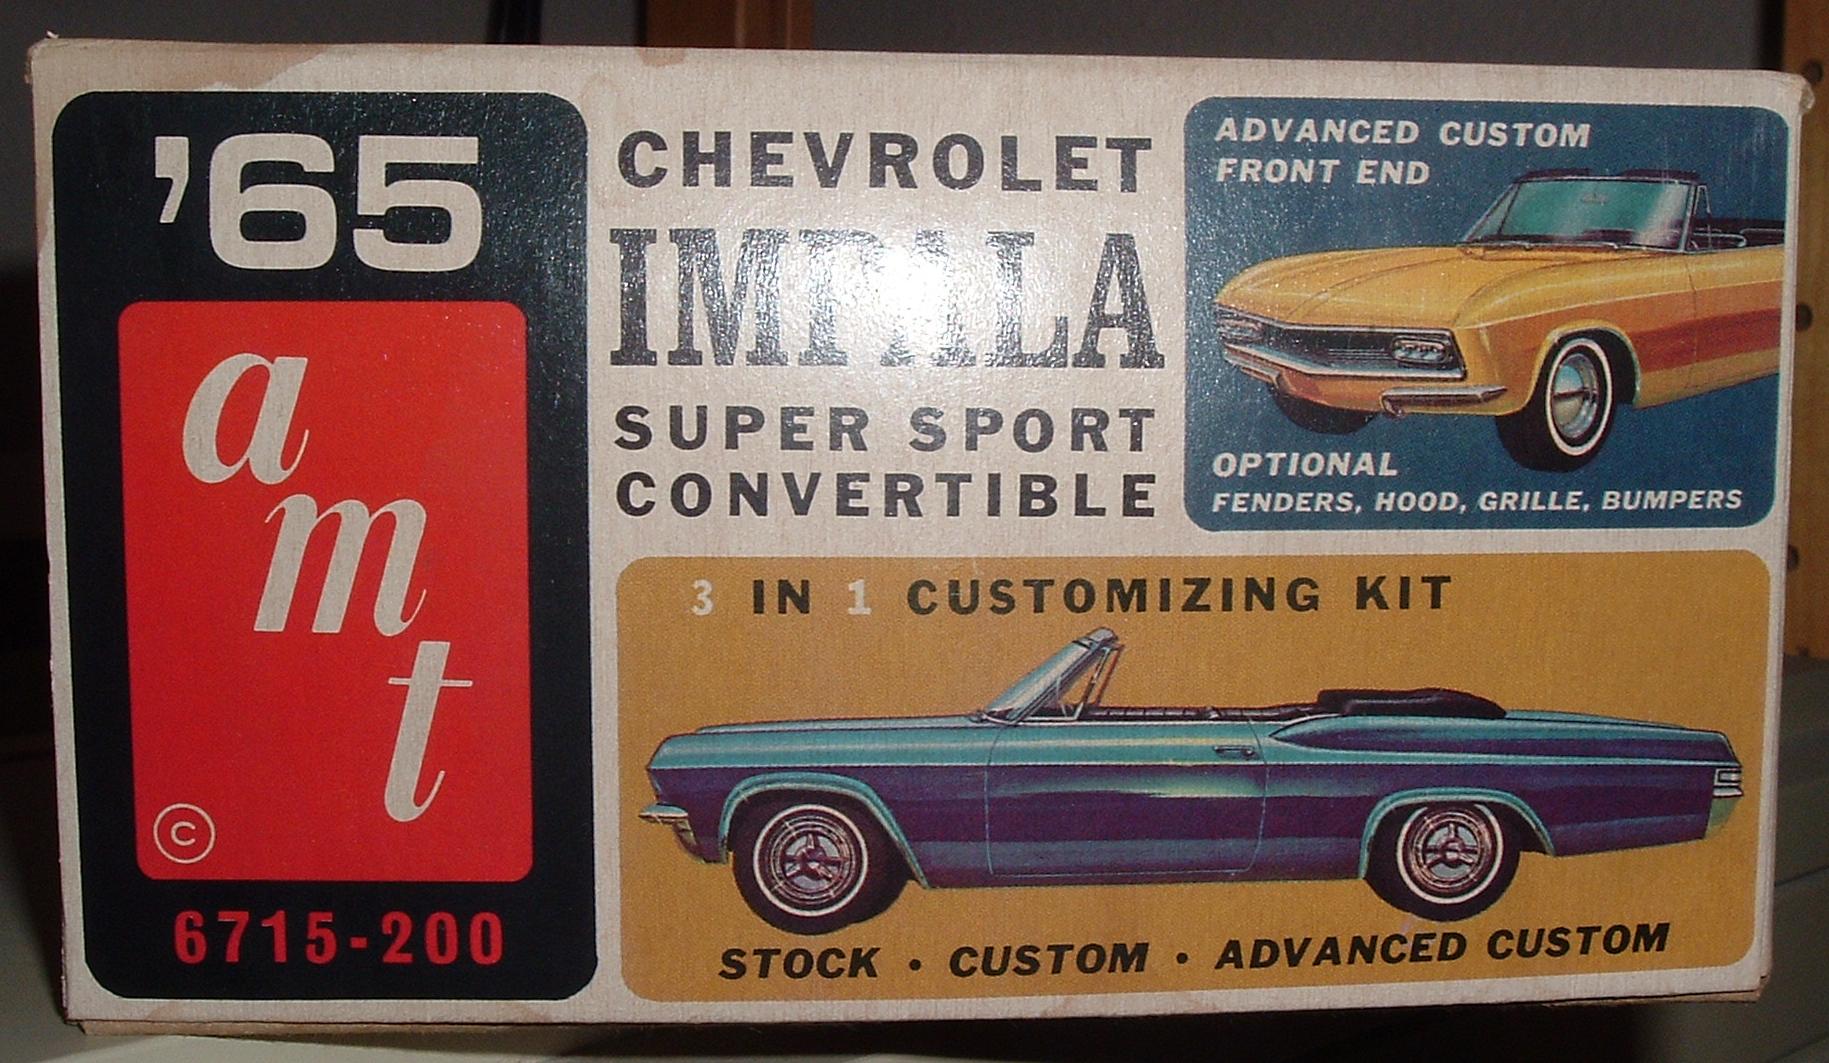 '65
amt
©
6715-200
CHEVROLET
IMPALA
SUPER SPORT
CONVERTIBLE
ADVANCED CUSTOM
FRONT END
OPTIONAL
FENDERS, HOOD, GRILLE, BUMPERS
3 IN 1 CUSTOMIZING KIT
STOCK • CUSTOM • ADVANCED CUSTOM